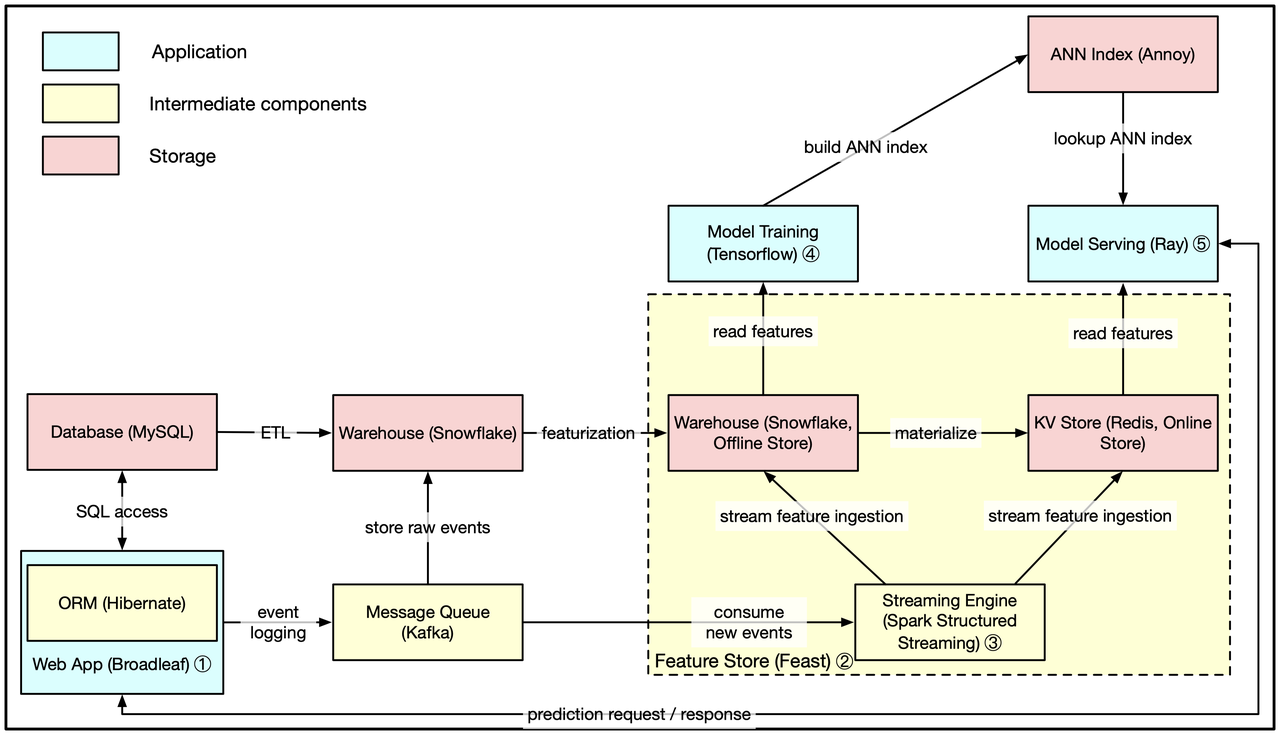 Application
Intermediate components
Storage
ANN Index (Annoy)
build ANN index
lookup ANN index
Model Training
(Tensorflow) ④
Model Serving (Ray) ⑤
read features
read features
Database (MySQL)
ETL
Warehouse (Snowflake)
featurization
Warehouse (Snowflake,
Offline Store)
materialize
KV Store (Redis, Online
Store)
SQL access
store raw events
stream feature ingestion
stream feature ingestion
ORM (Hibernate)
Web App (Broadleaf) ①
event
logging
Message Queue
(Kafka)
consume
new events
Streaming Engine
(Spark Structured
Streaming) ③
Feature Store (Feast) ②
prediction request / response